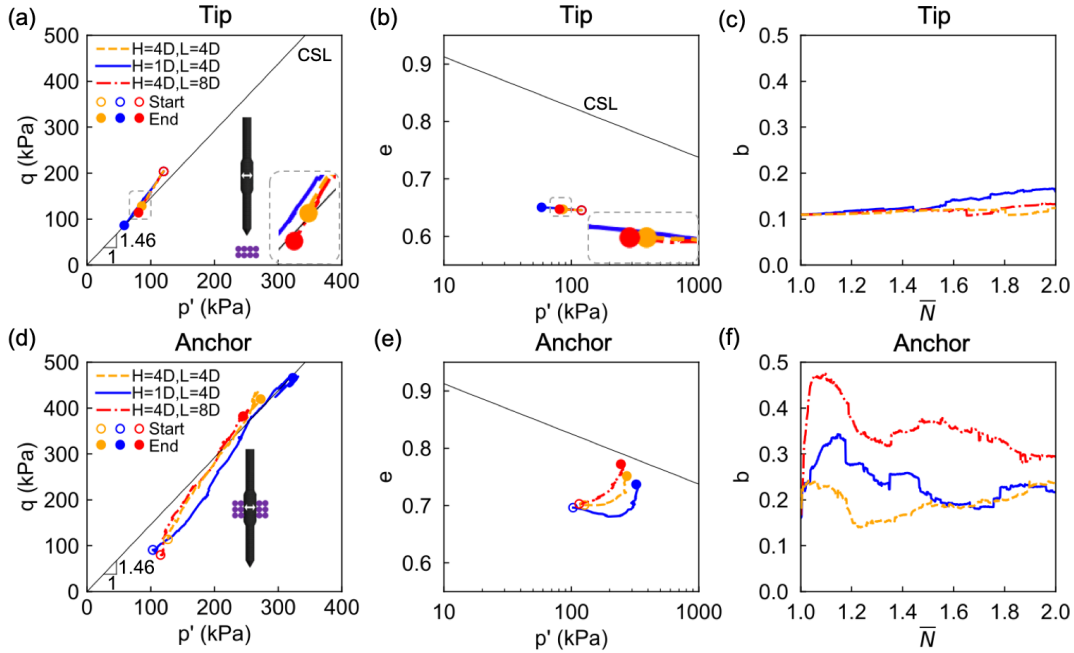 (a) Tip
500
400
300
200
100
0
q (kPa)
H=4D,L=4D
H=1D,L=4D
H=4D,L=8D
Start
End
CSL
1.46
1
0 100 200 300 400
p' (kPa)
(b) Tip
0.9
0.8
0.7
0.6
e
CSL
10 100 1000
p' (kPa)
(c) Tip
0.5
0.4
0.3
0.2
0.1
0.0
b
1.0 1.2 1.4 1.6 1.8 2.0
N̅
(d) Anchor
500
400
300
200
100
0
q (kPa)
H=4D,L=4D
H=1D,L=4D
H=4D,L=8D
Start
End
1.46
1
0 100 200 300 400
p' (kPa)
(e) Anchor
0.9
0.8
0.7
0.6
e
10 100 1000
p' (kPa)
(f) Anchor
0.5
0.4
0.3
0.2
0.1
0.0
b
1.0 1.2 1.4 1.6 1.8 2.0
N̅